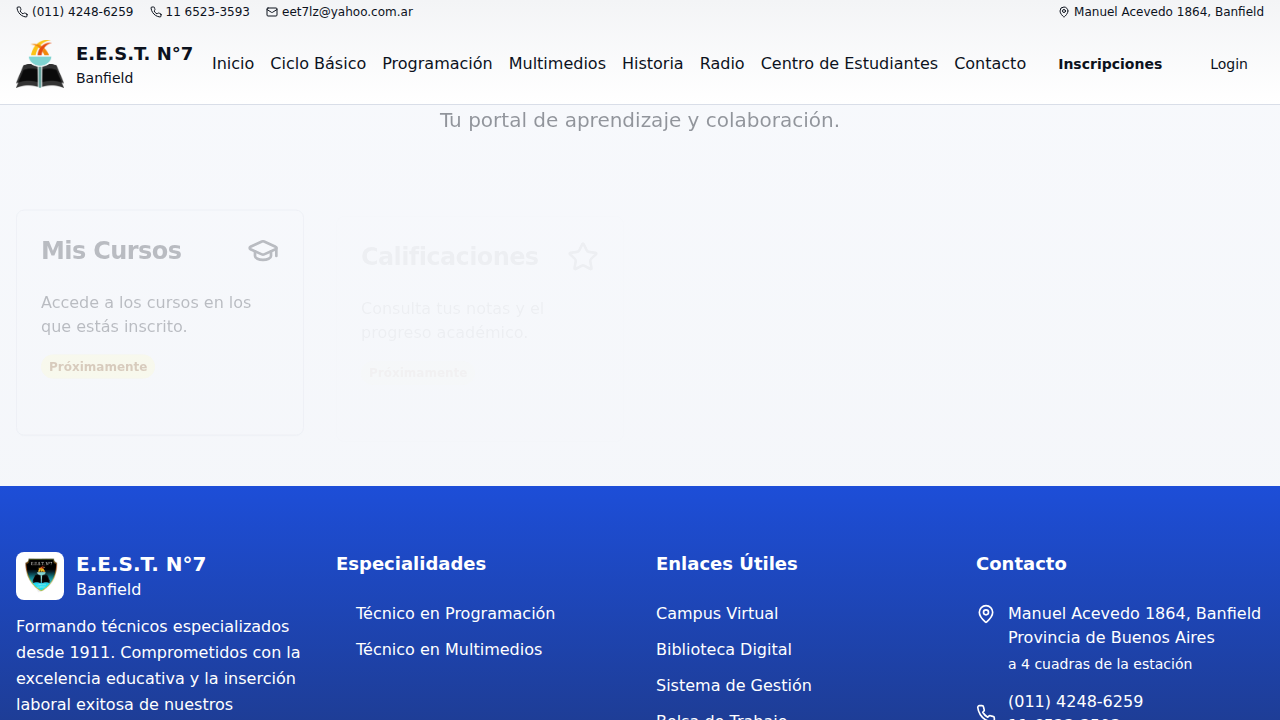 (011) 4248-6259
11 6523-3593
eet7lz@yahoo.com.ar
Manuel Acevedo 1864, Banfield
E.E.S.T. N°7
Banfield
Inicio
Ciclo Básico
Programación
Multimedios
Historia
Radio
Centro de Estudiantes
Contacto
Inscripciones
Login
Tu portal de aprendizaje y colaboración.
Mis Cursos
Accede a los cursos en los
que estás inscrito.
Próximamente
Calificaciones
Consulta tus notas y el
progreso académico.
Próximamente
E.E.S.T. N°7
Banfield
Formando técnicos especializados
desde 1911. Comprometidos con la
excelencia educativa y la inserción
laboral exitosa de nuestros
Especialidades
Técnico en Programación
Técnico en Multimedios
Enlaces Útiles
Campus Virtual
Biblioteca Digital
Sistema de Gestión
Bolsa de Trabajo
Contacto
Manuel Acevedo 1864, Banfield
Provincia de Buenos Aires
a 4 cuadras de la estación
(011) 4248-6259